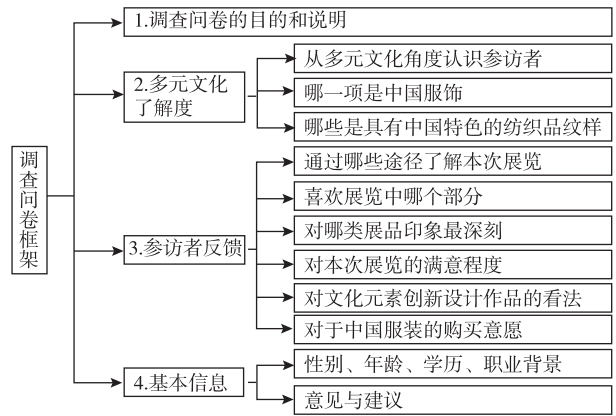 调查问卷框架
1.调查问卷的目的和说明
2.多元文化
了解度
从多元文化角度认识参访者
哪一项是中国服饰
哪些是具有中国特色的纺织品纹样
3.参访者反馈
通过哪些途径了解本次展览
喜欢展览中哪个部分
对哪类展品印象最深刻
对本次展览的满意程度
对文化元素创新设计作品的看法
对于中国服装的购买意愿
4.基本信息
性别、年龄、学历、职业背景
意见与建议